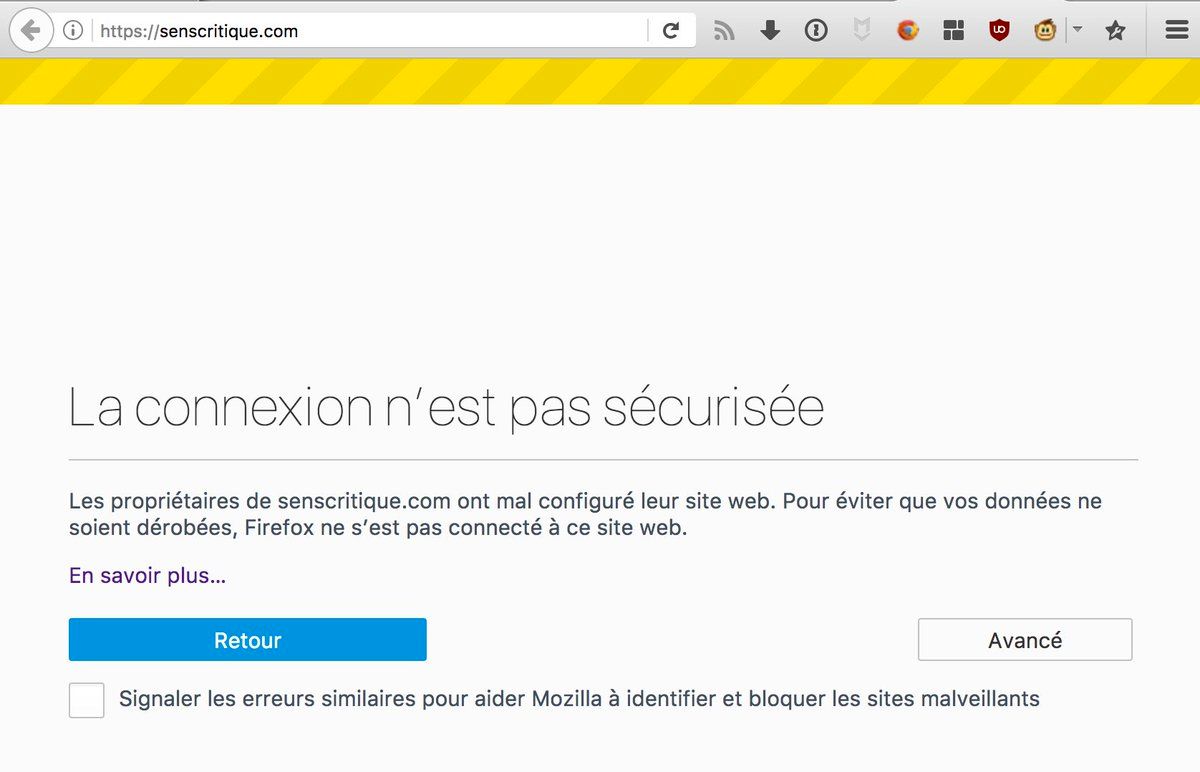 https://senscritique.com
La connexion n’est pas sécurisée
Les propriétaires de senscritique.com ont mal configuré leur site web. Pour éviter que vos données ne
soient dérobées, Firefox ne s’est pas connecté à ce site web.
En savoir plus…
Retour
Avancé
Signaler les erreurs similaires pour aider Mozilla à identifier et bloquer les sites malveillants